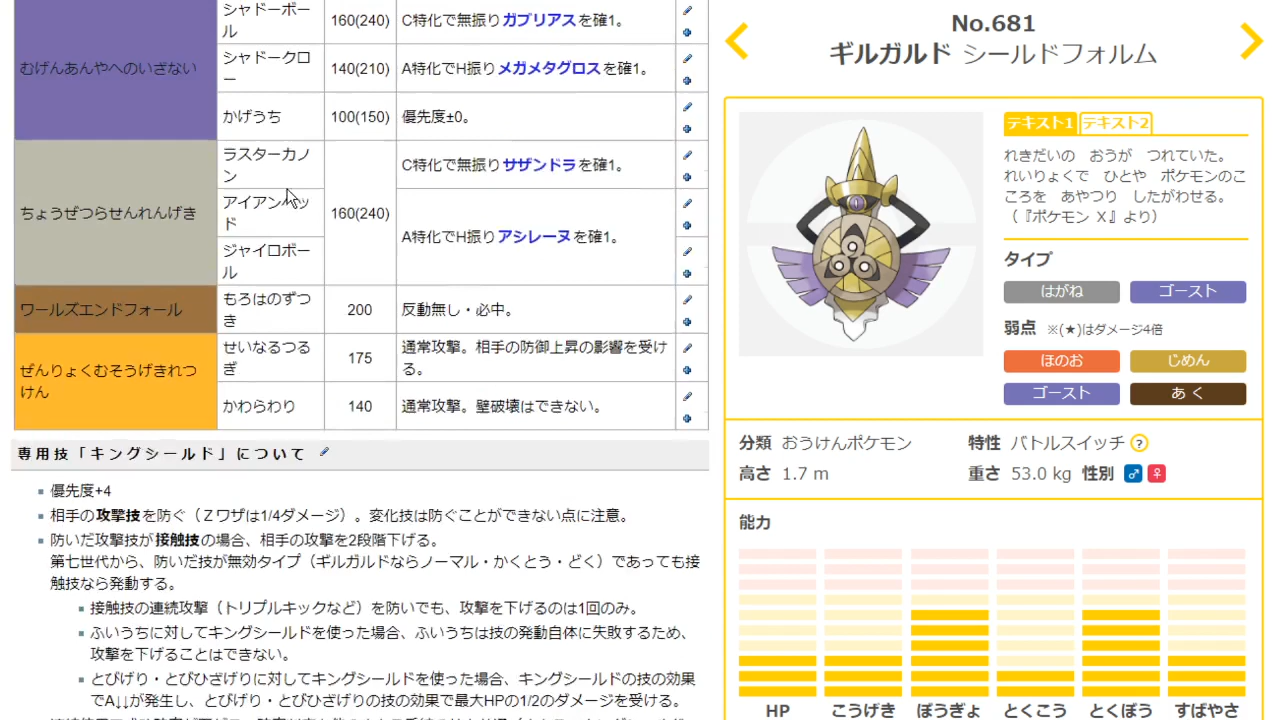 むげんあんやへのいざない
シャドーボー
ル
160(240)
C特化で無振りガブリアスを確1。
シャドークロ
ー
140(210)
A特化でH振りメガメタグロスを確1。
かげうち
100(150)
優先度±0。
ちょうぜつらせんれんげき
ラスターカノ
ン
C特化で無振りサザンドラを確1。
アイアンヘッ
ド
160(240)
A特化でH振りアシレーヌを確1。
ジャイロボー
ル
ワールズエンドフォール
もろはのずつ
き
200
反動無し・必中。
ぜんりょくむそうげきれつ
けん
せいなるつる
ぎ
175
通常攻撃。相手の防御上昇の影響を受け
る。
かわらわり
140
通常攻撃。壁破壊はできない。
専用技「キングシールド」について
優先度+4
相手の攻撃技を防ぐ（Ｚワザは1/4ダメージ）。変化技は防ぐことができない点に注意。
防いだ攻撃技が接触技の場合、相手の攻撃を2段階下げる。
第七世代から、防いだ技が無効タイプ（ギルガルドならノーマル・かくとう・どく）であっても接
触技なら発動する。
接触技の連続攻撃（トリプルキックなど）を防いでも、攻撃を下げるのは1回のみ。
ふいうちに対してキングシールドを使った場合、ふいうちは技の発動自体に失敗するため、
攻撃を下げることはできない。
とびげり・とびひざげりに対してキングシールドを使った場合、キングシールドの技の効果
でA↓↓が発生し、とびげり・とびひざげりの技の効果で最大HPの1/2のダメージを受ける。
No.681
ギルガルド シールドフォルム
テキスト1 テキスト2
れきだいの　おうが　つれていた。
れいりょくで　ひとや　ポケモンのこ
ころを　あやつり　したがわせる。
（『ポケモン X』より）
タイプ
はがね ゴースト
弱点 ※(★)はダメージ4倍
ほのお じめん
ゴースト あく
分類 おうけんポケモン 特性 バトルスイッチ ?
高さ 1.7 m 重さ 53.0 kg 性別 ♂ ♀
能力
HP こうげき ぼうぎょ とくこう とくぼう すばやさ